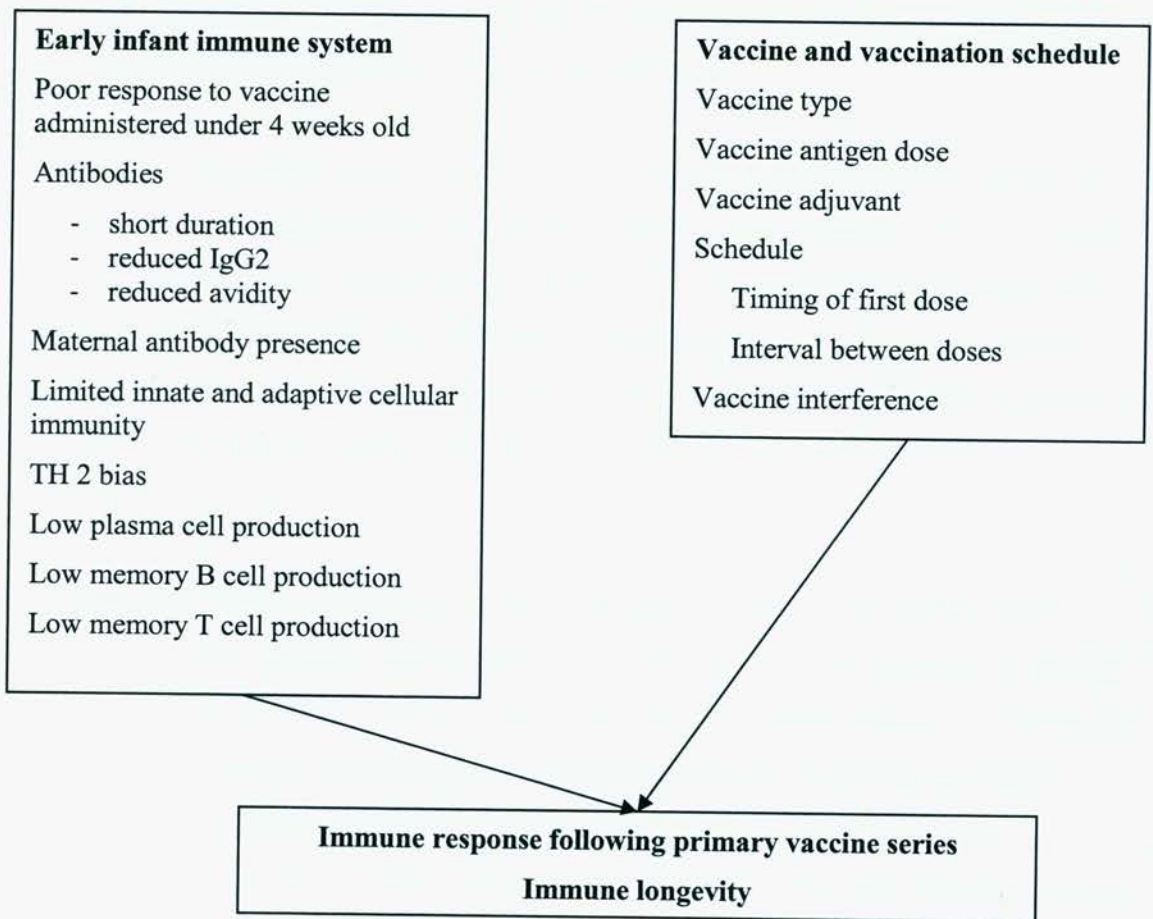 Early infant immune system
Poor response to vaccine
administered under 4 weeks old
Antibodies
- short duration
- reduced IgG2
- reduced avidity
Maternal antibody presence
Limited innate and adaptive cellular
immunity
TH 2 bias
Low plasma cell production
Low memory B cell production
Low memory T cell production
Vaccine and vaccination schedule
Vaccine type
Vaccine antigen dose
Vaccine adjuvant
Schedule
Timing of first dose
Interval between doses
Vaccine interference
Immune response following primary vaccine series
Immune longevity